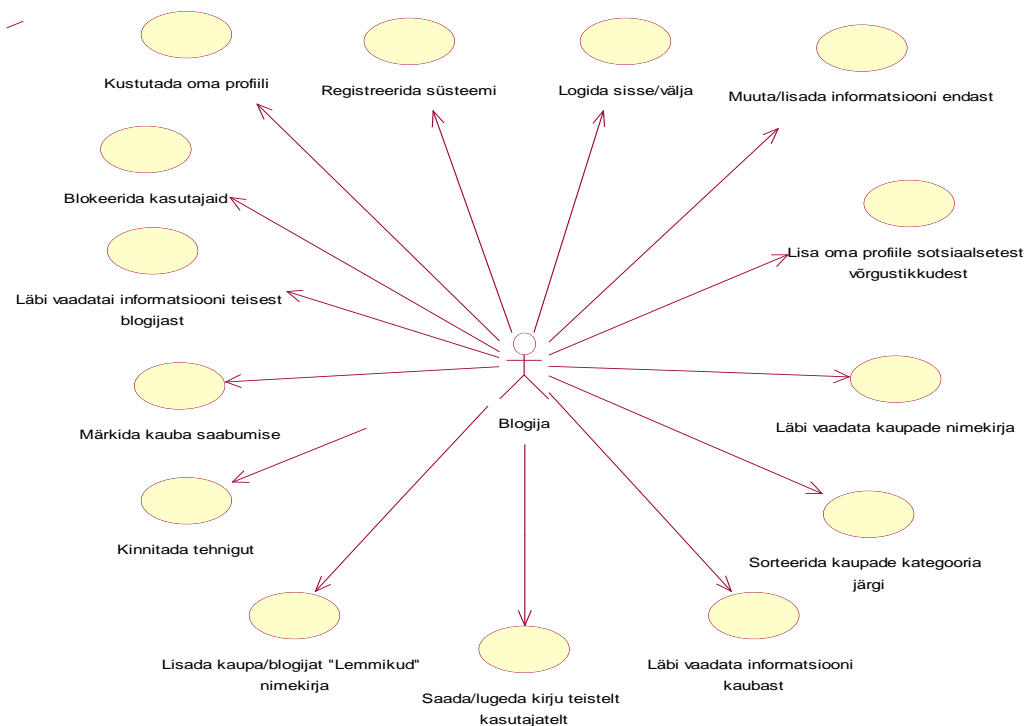 Kustutada oma profiili
Registreerida süsteemi
Logida sisse/välja
Muuta/lisada informatsiooni endast
Blokeerida kasutajaid
Lisa oma profiile sotsiaalsetest
võrgustikkudest
Läbi vaadatai informatsiooni teisest
blogijast
Blogija
Märkida kauba saabumise
Läbi vaadata kaupade nimekirja
Kinnitada tehnigut
Sorteerida kaupade kategooria
järgi
Lisada kaupa/blogijat "Lemmikud"
nimekirja
Saada/lugeda kirju teistelt
kasutajatelt
Läbi vaadata informatsiooni
kaubast